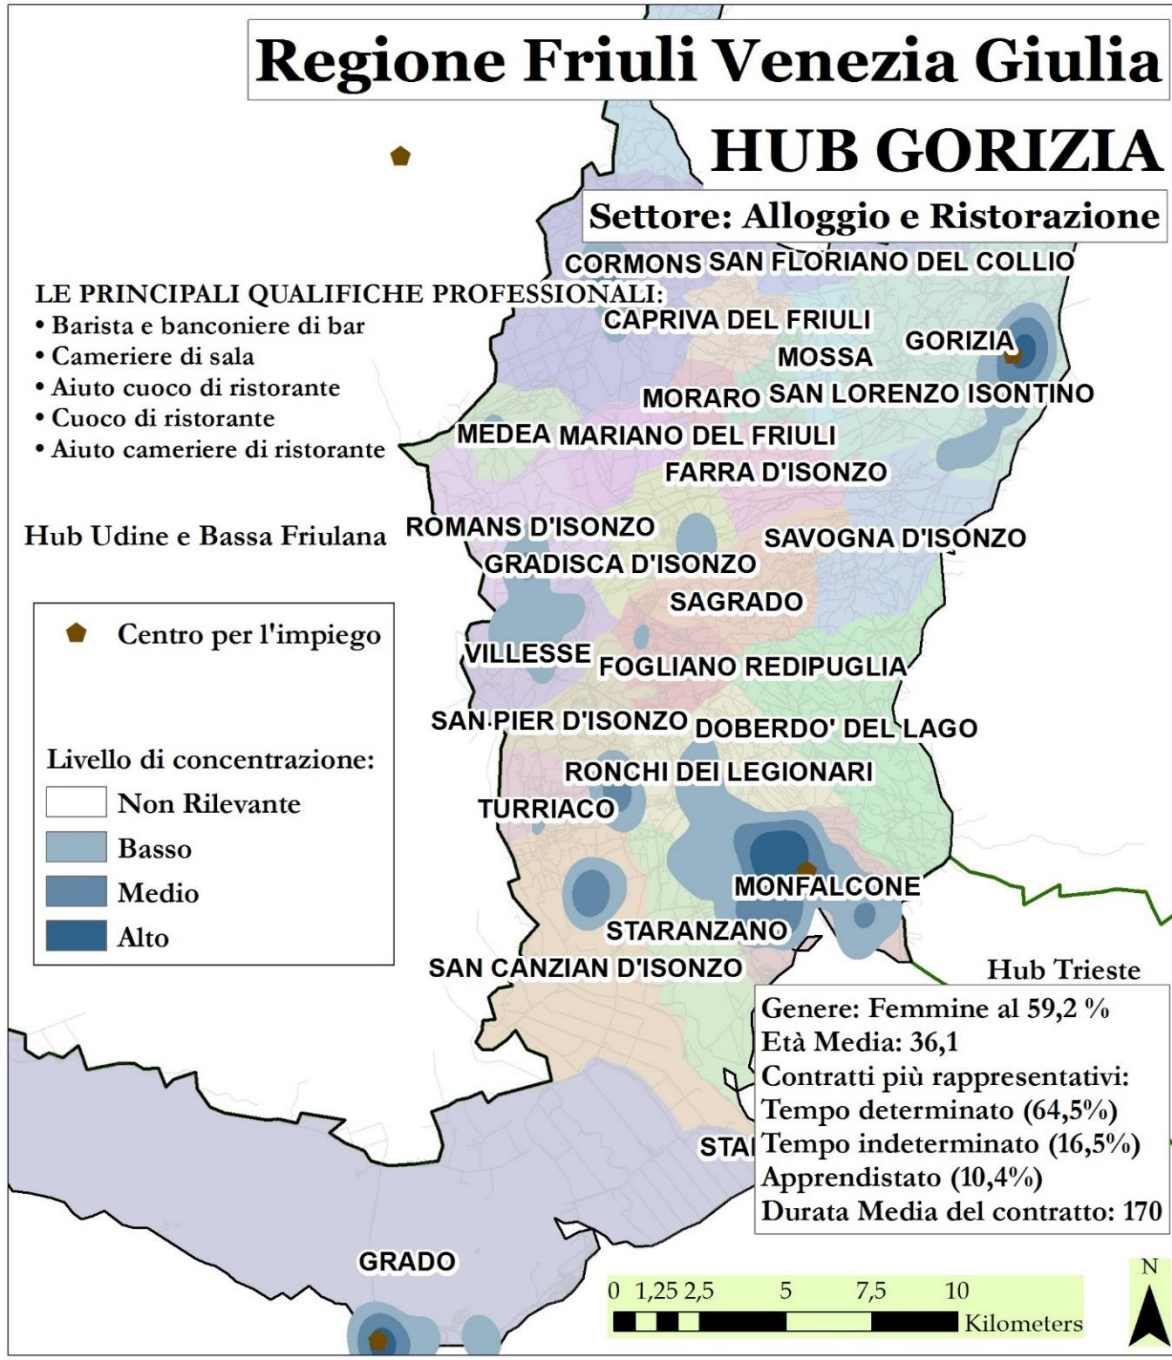 Regione Friuli Venezia Giulia
HUB GORIZIA
Settore: Alloggio e Ristorazione
CORMONS
SAN FLORIANO DEL COLLIO
LE PRINCIPALI QUALIFICHE PROFESSIONALI:
• Barista e banconiere di bar
• Cameriere di sala
• Aiuto cuoco di ristorante
• Cuoco di ristorante
• Aiuto cameriere di ristorante
CAPRIVA DEL FRIULI
GORIZIA
MOSSA
MORARO
SAN LORENZO ISONTINO
MEDEA
MARIANO DEL FRIULI
FARRA D'ISONZO
Hub Udine e Bassa Friulana
ROMANS D'ISONZO
SAVOGNA D'ISONZO
GRADISCA D'ISONZO
SAGRADO
VILLESSE
FOGLIANO REDIPUGLIA
SAN PIER D'ISONZO
DOBERDO' DEL LAGO
RONCHI DEI LEGIONARI
TURRIACO
MONFALCONE
STARANZANO
SAN CANZIAN D'ISONZO
Centro per l'impiego
Livello di concentrazione:
Non Rilevante
Basso
Medio
Alto
Hub Trieste
Genere: Femmine al 59,2 %
Età Media: 36,1
Contratti più rappresentativi:
Tempo determinato (64,5%)
Tempo indeterminato (16,5%)
Apprendistato (10,4%)
Durata Media del contratto: 170
GRADO
0 1,25 2,5 5 7,5 10
Kilometers
N